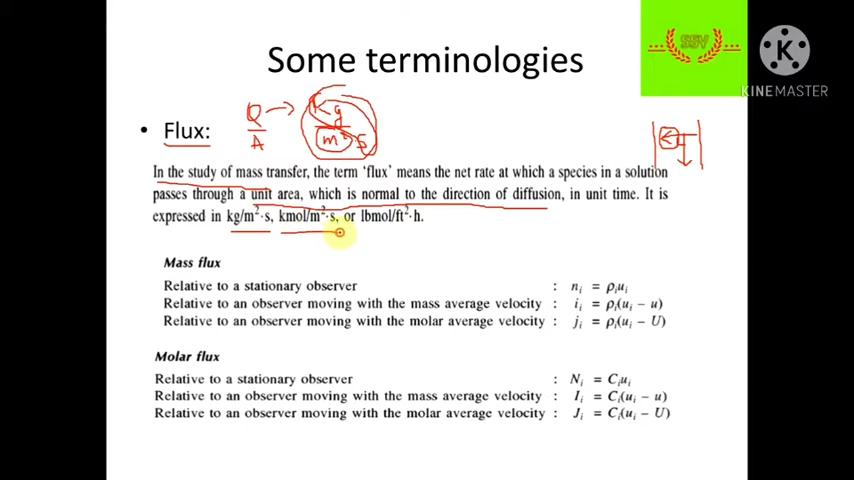 Some terminologies
SSV
K
KINEMASTER
• Flux:
Q/A → kg/m² s
In the study of mass transfer, the term 'flux' means the net rate at which a species in a solution
passes through a unit area, which is normal to the direction of diffusion, in unit time. It is
expressed in kg/m²·s, kmol/m²·s, or lbmol/ft²·h.
Mass flux
Relative to a stationary observer : nᵢ = ρᵢuᵢ
Relative to an observer moving with the mass average velocity : iᵢ = ρᵢ(uᵢ − u)
Relative to an observer moving with the molar average velocity : jᵢ = ρᵢ(uᵢ − U)
Molar flux
Relative to a stationary observer : Nᵢ = Cᵢuᵢ
Relative to an observer moving with the mass average velocity : Iᵢ = Cᵢ(uᵢ − u)
Relative to an observer moving with the molar average velocity : Jᵢ = Cᵢ(uᵢ − U)